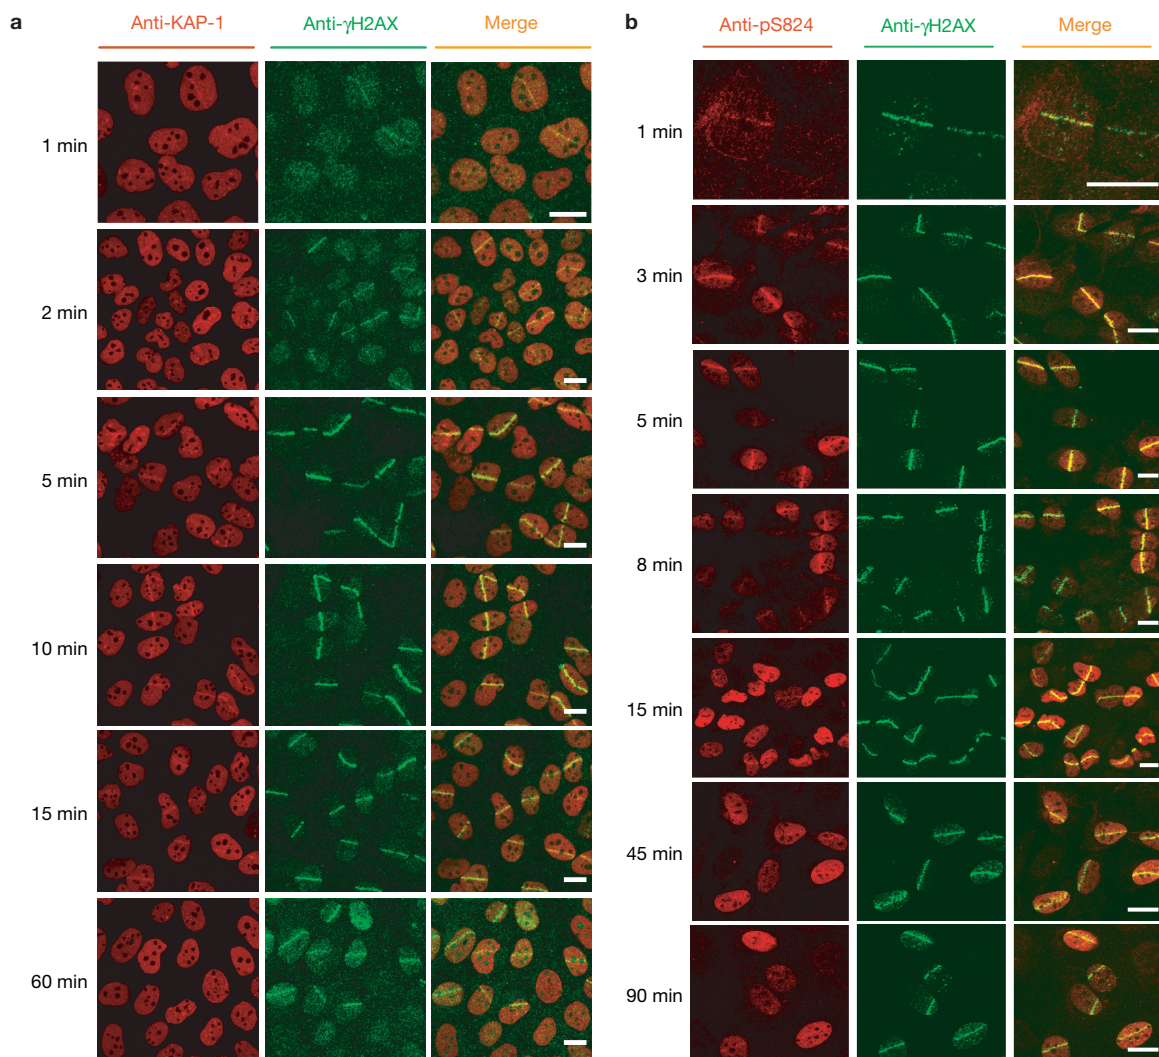 a
Anti-KAP-1 Anti-γH2AX Merge
1 min
2 min
5 min
10 min
15 min
60 min
b
Anti-pS824 Anti-γH2AX Merge
1 min
3 min
5 min
8 min
15 min
45 min
90 min